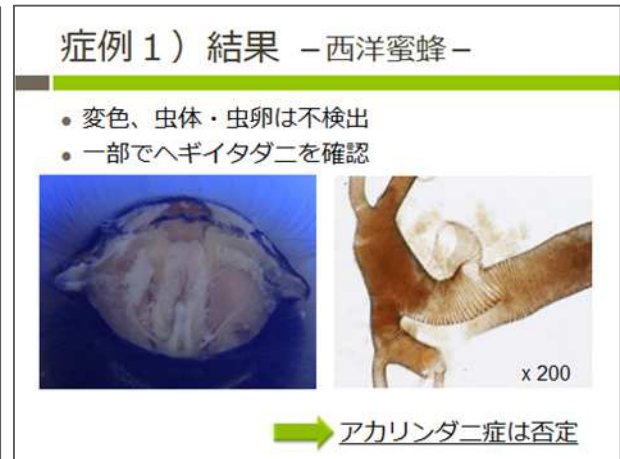 症例１）結果 －西洋蜜蜂－
• 変色、虫体・虫卵は不検出
• 一部でヘギイタダニを確認
x 200
アカリンダニ症は否定